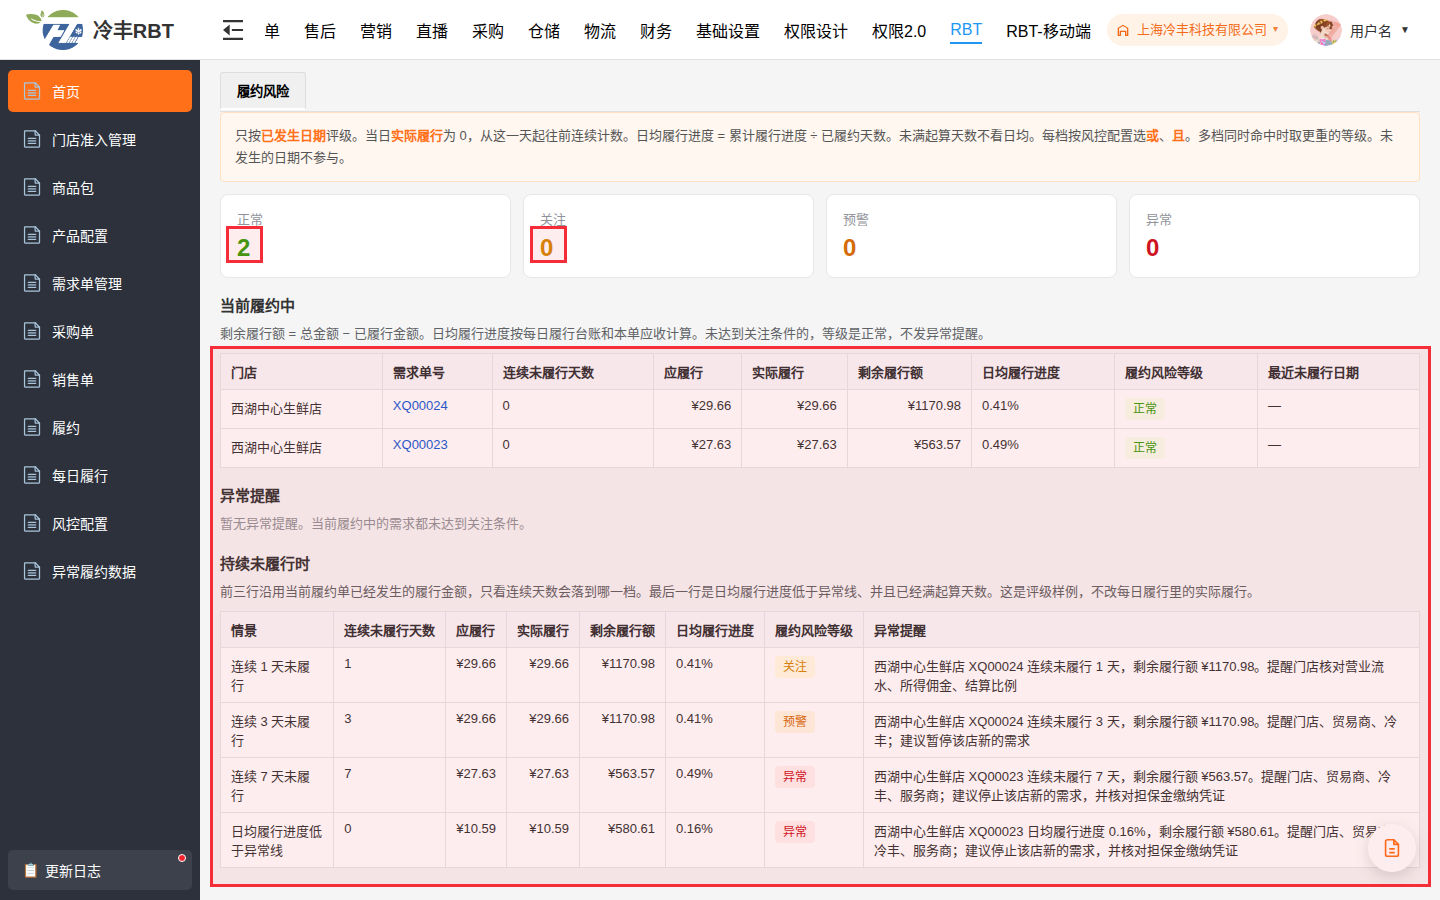 冷丰RBT
单 售后 营销 直播 采购 仓储 物流 财务 基础设置 权限设计 权限2.0 RBT RBT-移动端
上海冷丰科技有限公司 ▾
用户名 ▼
首页
门店准入管理
商品包
产品配置
需求单管理
采购单
销售单
履约
每日履行
风控配置
异常履约数据
更新日志
履约风险
只按已发生日期评级。当日实际履行为 0，从这一天起往前连续计数。日均履行进度 = 累计履行进度 ÷ 已履约天数。未满起算天数不看日均。每档按风控配置选或、且。多档同时命中时取更重的等级。未
发生的日期不参与。
正常
2
关注
0
预警
0
异常
0
当前履约中
剩余履行额 = 总金额 − 已履行金额。日均履行进度按每日履行台账和本单应收计算。未达到关注条件的，等级是正常，不发异常提醒。
门店 需求单号 连续未履行天数 应履行 实际履行 剩余履行额 日均履行进度 履约风险等级 最近未履行日期
西湖中心生鲜店 XQ00024 0 ¥29.66 ¥29.66 ¥1170.98 0.41% 正常 —
西湖中心生鲜店 XQ00023 0 ¥27.63 ¥27.63 ¥563.57 0.49% 正常 —
异常提醒
暂无异常提醒。当前履约中的需求都未达到关注条件。
持续未履行时
前三行沿用当前履约单已经发生的履行金额，只看连续天数会落到哪一档。最后一行是日均履行进度低于异常线、并且已经满起算天数。这是评级样例，不改每日履行里的实际履行。
情景 连续未履行天数 应履行 实际履行 剩余履行额 日均履行进度 履约风险等级 异常提醒
连续 1 天未履 1 ¥29.66 ¥29.66 ¥1170.98 0.41% 关注 西湖中心生鲜店 XQ00024 连续未履行 1 天，剩余履行额 ¥1170.98。提醒门店核对营业流
行 水、所得佣金、结算比例
连续 3 天未履 3 ¥29.66 ¥29.66 ¥1170.98 0.41% 预警 西湖中心生鲜店 XQ00024 连续未履行 3 天，剩余履行额 ¥1170.98。提醒门店、贸易商、冷
行 丰；建议暂停该店新的需求
连续 7 天未履 7 ¥27.63 ¥27.63 ¥563.57 0.49% 异常 西湖中心生鲜店 XQ00023 连续未履行 7 天，剩余履行额 ¥563.57。提醒门店、贸易商、冷
行 丰、服务商；建议停止该店新的需求，并核对担保金缴纳凭证
日均履行进度低 0 ¥10.59 ¥10.59 ¥580.61 0.16% 异常 西湖中心生鲜店 XQ00023 日均履行进度 0.16%，剩余履行额 ¥580.61。提醒门店、贸易
于异常线 冷丰、服务商；建议停止该店新的需求，并核对担保金缴纳凭证